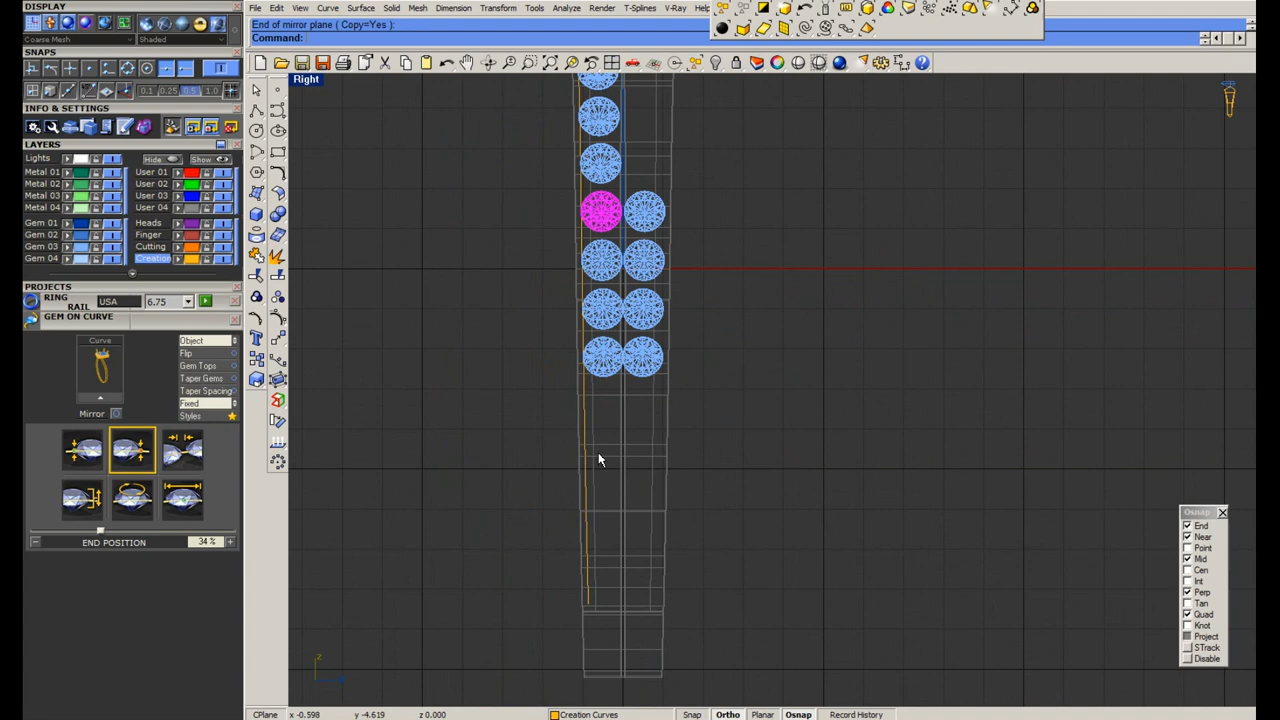 DISPLAY
Coarse Mesh
Shaded
SNAPS
0.1 0.25 0.5 1.0
INFO & SETTINGS
LAYERS
Lights Hide Show
Metal 01 User 01
Metal 02 User 02
Metal 03 User 03
Metal 04 User 04
Gem 01 Heads
Gem 02 Finger
Gem 03 Cutting
Gem 04 Creation
PROJECTS
RING RAIL USA 6.75
GEM ON CURVE
Curve
Object
Flip
Gem Tops
Taper Gems
Taper Spacing
Fixed
Mirror
Styles
END POSITION 34 %
File Edit View Curve Surface Solid Mesh Dimension Transform Tools Analyze Render T-Splines V-Ray Help
End of mirror plane ( Copy=Yes ):
Command:
Right
z
Osnap
End
Near
Point
Mid
Cen
Int
Perp
Tan
Quad
Knot
Project
STrack
Disable
CPlane x -0.598 y -4.619 z 0.000 Creation Curves Snap Ortho Planar Osnap Record History